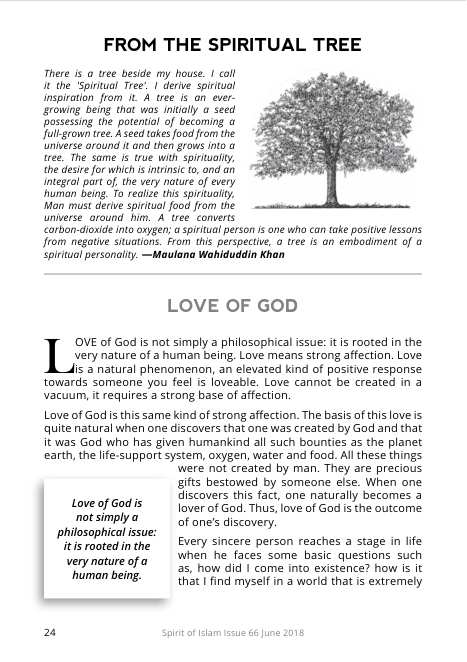 FROM THE SPIRITUAL TREE
There is a tree beside my house. I call
it the 'Spiritual Tree'. I derive spiritual
inspiration from it. A tree is an ever-
growing being that was initially a seed
possessing the potential of becoming a
full-grown tree. A seed takes food from the
universe around it and then grows into a
tree. The same is true with spirituality,
the desire for which is intrinsic to, and an
integral part of, the very nature of every
human being. To realize this spirituality,
Man must derive spiritual food from the
universe around him. A tree converts
carbon-dioxide into oxygen; a spiritual person is one who can take positive lessons
from negative situations. From this perspective, a tree is an embodiment of a
spiritual personality. —Maulana Wahiduddin Khan
LOVE OF GOD
LOVE of God is not simply a philosophical issue: it is rooted in the
very nature of a human being. Love means strong affection. Love
is a natural phenomenon, an elevated kind of positive response
towards someone you feel is loveable. Love cannot be created in a
vacuum, it requires a strong base of affection.
Love of God is this same kind of strong affection. The basis of this love is
quite natural when one discovers that one was created by God and that
it was God who has given humankind all such bounties as the planet
earth, the life-support system, oxygen, water and food. All these things
were not created by man. They are precious
gifts bestowed by someone else. When one
discovers this fact, one naturally becomes a
lover of God. Thus, love of God is the outcome
of one's discovery.
Love of God is
not simply a
philosophical issue:
it is rooted in the
very nature of a
human being.
Every sincere person reaches a stage in life
when he faces some basic questions such
as, how did I come into existence? how is it
that I find myself in a world that is extremely
24
Spirit of Islam Issue 66 June 2018